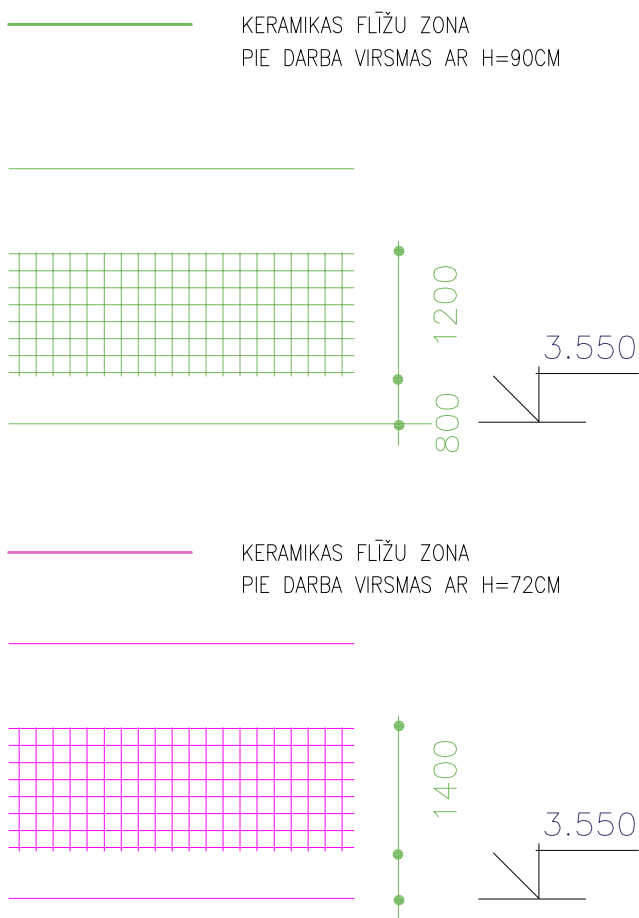 KERAMIKAS FLĪŽU ZONA
PIE DARBA VIRSMAS AR H=90CM
1200
3.550
800
KERAMIKAS FLĪŽU ZONA
PIE DARBA VIRSMAS AR H=72CM
1400
3.550